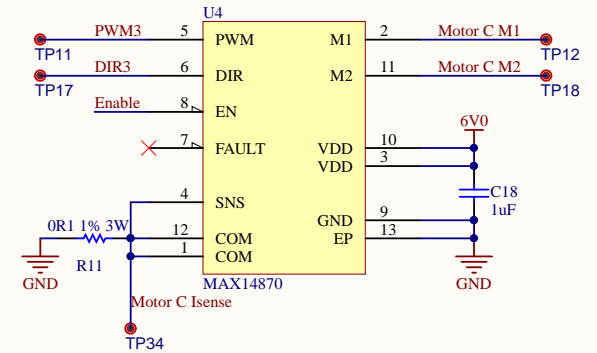 U4
PWM3 5 PWM M1 2 Motor C M1
TP11 TP12
DIR3 6 DIR M2 11 Motor C M2
TP17 TP18
Enable 8 EN
6V0
7 FAULT VDD 10
VDD 3
4 SNS C18
1uF
0R1 1% 3W 12 COM GND 9
R11 1 COM EP 13
GND MAX14870 GND
Motor C Isense
TP34